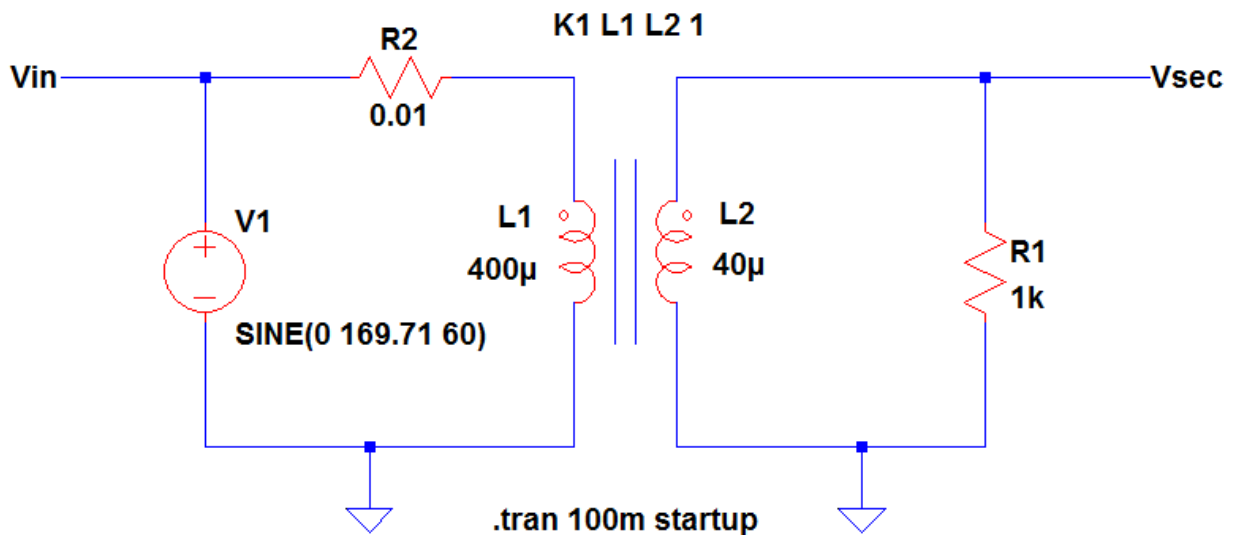 K1 L1 L2 1
R2
Vin
Vsec
0.01
V1
L1
L2
400µ
40µ
R1
1k
SINE(0 169.71 60)
.tran 100m startup